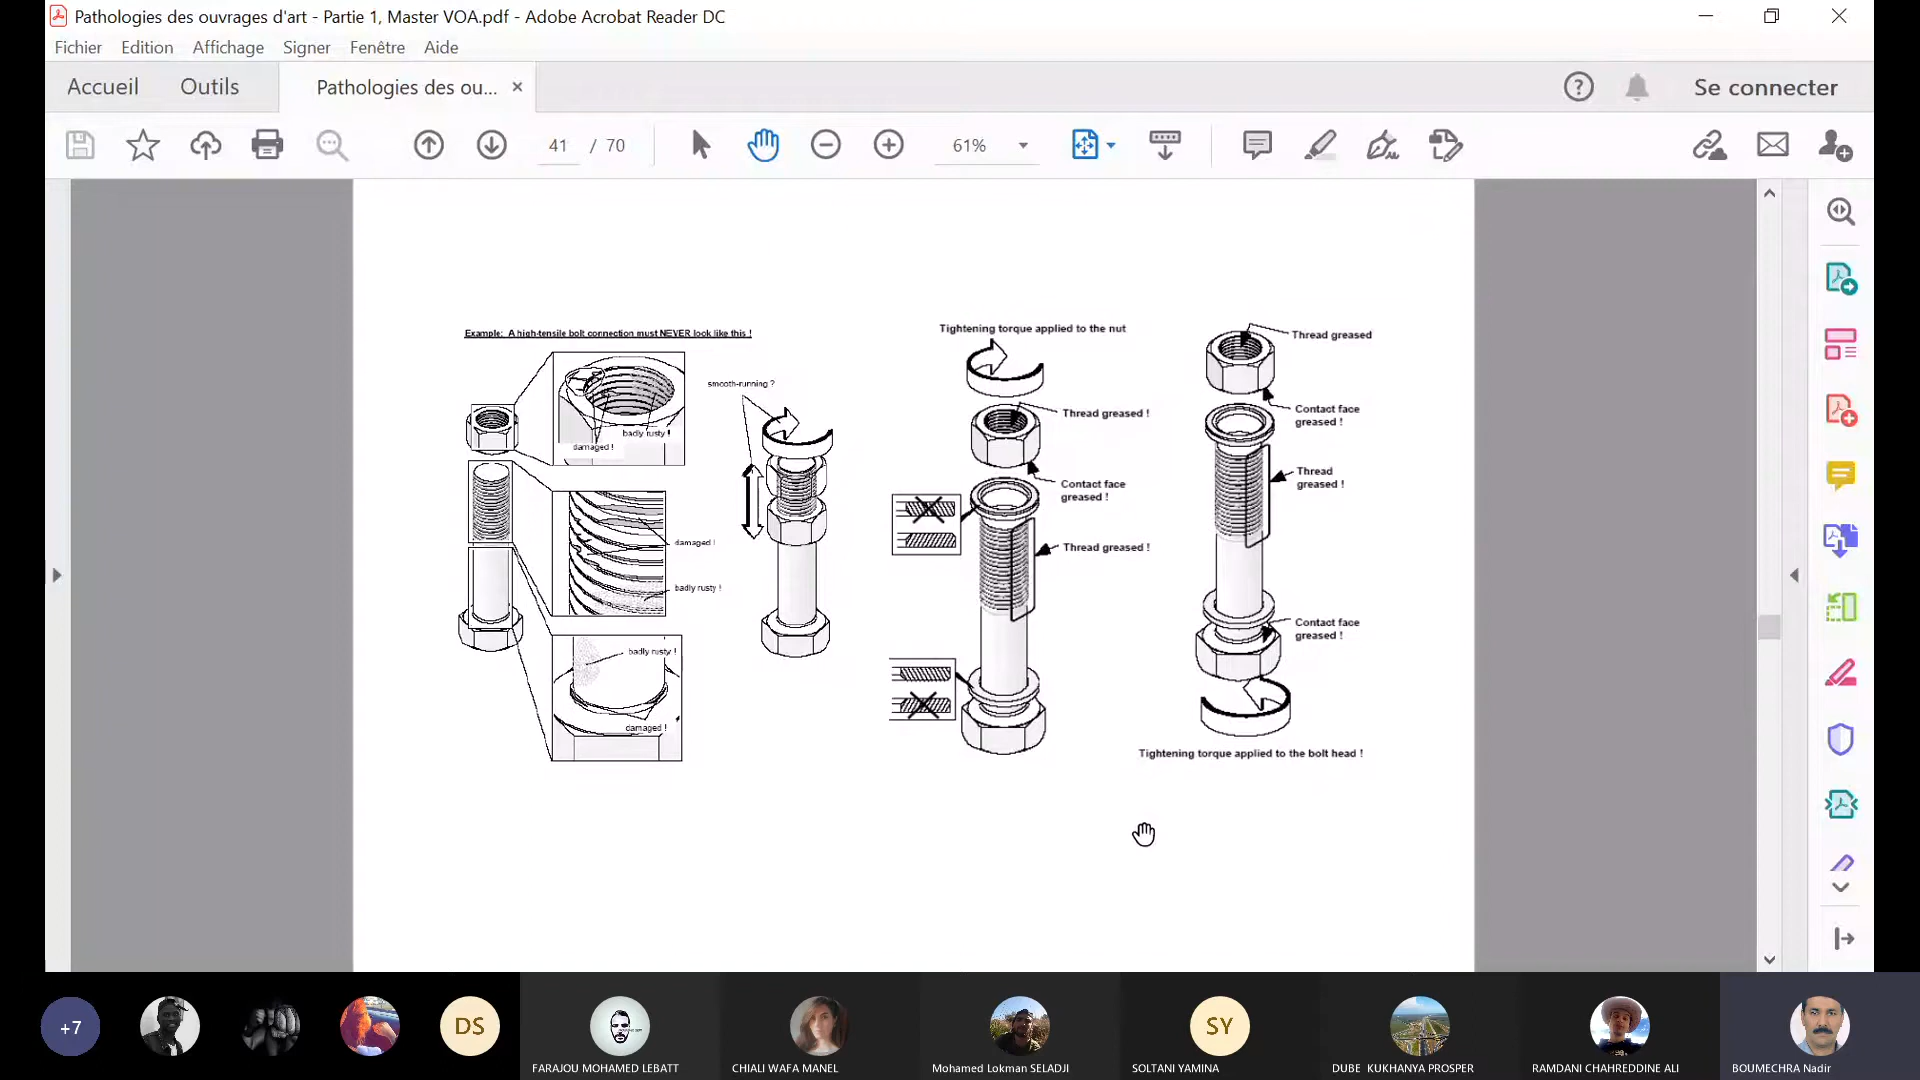 Pathologies des ouvrages d'art - Partie 1, Master VOA.pdf - Adobe Acrobat Reader DC
Fichier Edition Affichage Signer Fenêtre Aide
Accueil Outils Pathologies des ou... × Se connecter
41 / 70 61%
Example: A high-tensile bolt connection must NEVER look like this !
smooth-running ?
badly rusty !
damaged !
damaged !
badly rusty !
badly rusty !
damaged !
Tightening torque applied to the nut
Thread greased !
Contact face
greased !
Thread greased !
Thread greased
Contact face
greased !
Thread
greased !
Contact face
greased !
Tightening torque applied to the bolt head !
+7
DS
SY
FARAJOU MOHAMED LEBATT
CHIALI WAFA MANEL
Mohamed Lokman SELADJI
SOLTANI YAMINA
DUBE KUKHANYA PROSPER
RAMDANI CHAHREDDINE ALI
BOUMECHRA Nadir